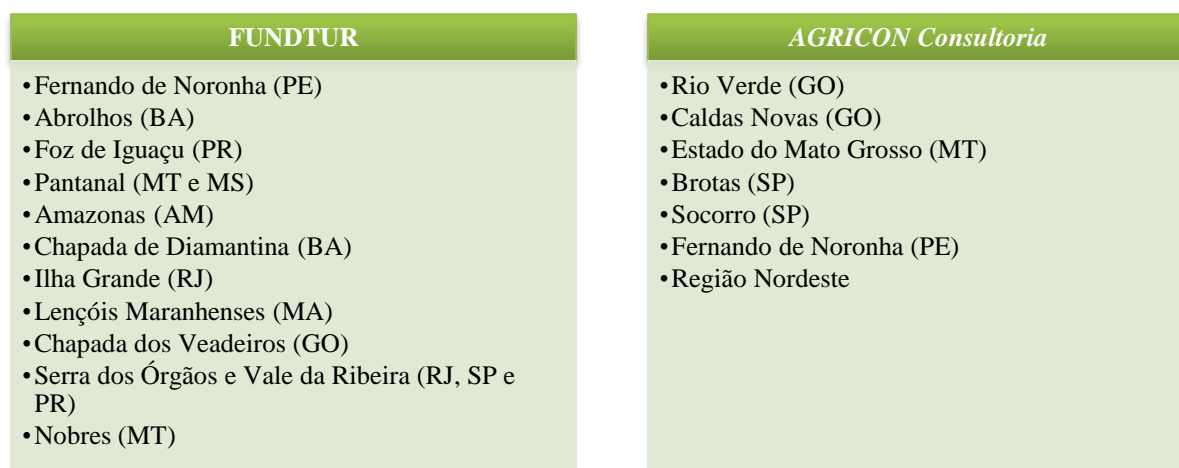 FUNDTUR
•Fernando de Noronha (PE)
•Abrolhos (BA)
•Foz de Iguaçu (PR)
•Pantanal (MT e MS)
•Amazonas (AM)
•Chapada de Diamantina (BA)
•Ilha Grande (RJ)
•Lençóis Maranhenses (MA)
•Chapada dos Veadeiros (GO)
•Serra dos Órgãos e Vale da Ribeira (RJ, SP e
PR)
•Nobres (MT)
AGRICON Consultoria
•Rio Verde (GO)
•Caldas Novas (GO)
•Estado do Mato Grosso (MT)
•Brotas (SP)
•Socorro (SP)
•Fernando de Noronha (PE)
•Região Nordeste